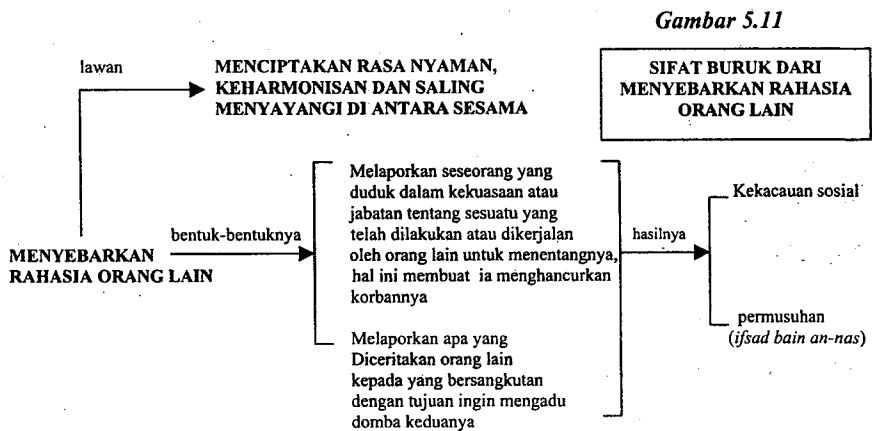 Gambar 5.11
lawan
MENCIPTAKAN RASA NYAMAN,
KEHARMONISAN DAN SALING
MENYAYANGI DI ANTARA SESAMA
SIFAT BURUK DARI
MENYEBARKAN RAHASIA
ORANG LAIN
MENYEBARKAN
RAHASIA ORANG LAIN
bentuk-bentuknya
Melaporkan seseorang yang
duduk dalam kekuasaan atau
jabatan tentang sesuatu yang
telah dilakukan atau dikerjalan
oleh orang lain untuk menentangnya,
hal ini membuat ia menghancurkan
korbannya
Melaporkan apa yang
Diceritakan orang lain
kepada yang bersangkutan
dengan tujuan ingin mengadu
domba keduanya
hasilnya
Kekacauan sosial
permusuhan
(ifsad bain an-nas)